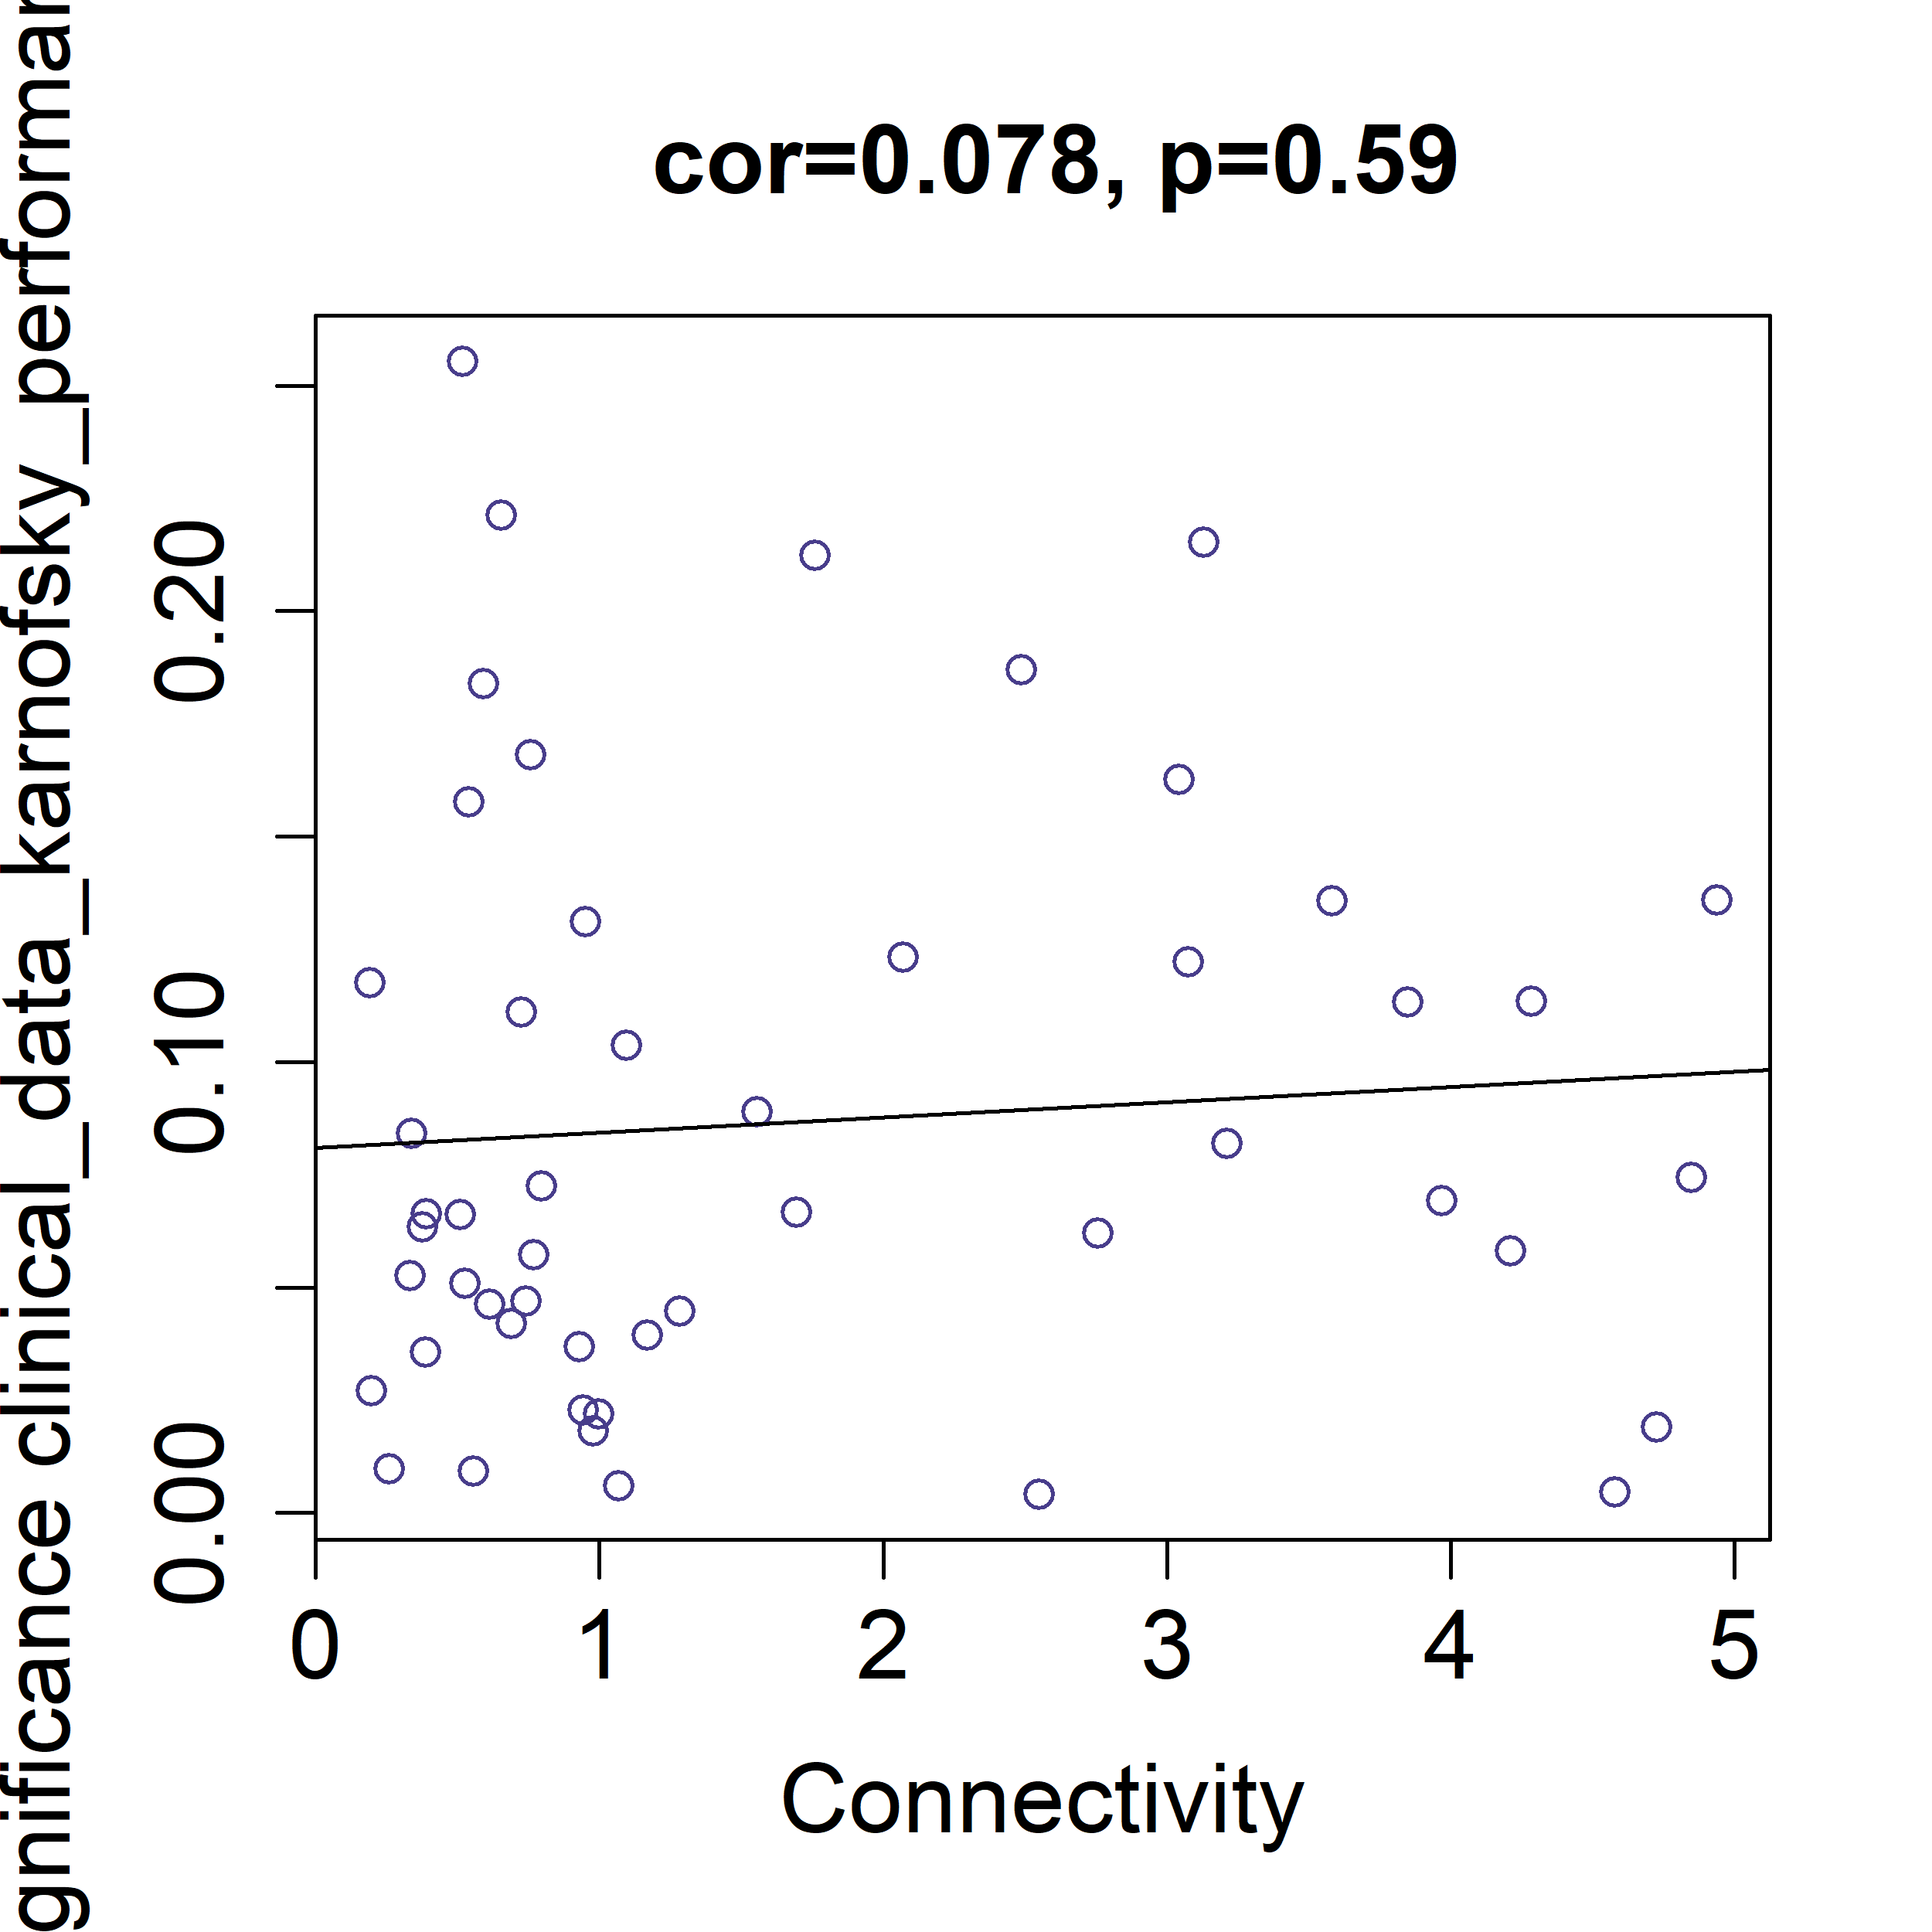 cor=0.078, p=0.59
gnificance clinical_data_karnofsky_performar
0.20
0.10
0.00
0 1 2 3 4 5
Connectivity